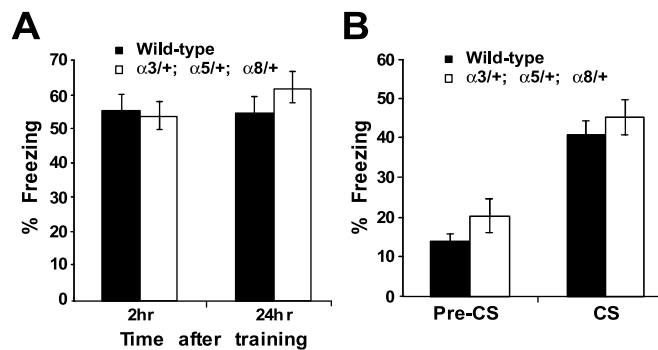 A
Wild-type
α3/+; α5/+; α8/+
70
60
50
40
30
20
10
0
% Freezing
2hr 24hr
Time after training
B
Wild-type
α3/+; α5/+; α8/+
60
50
40
30
20
10
0
% Freezing
Pre-CS CS